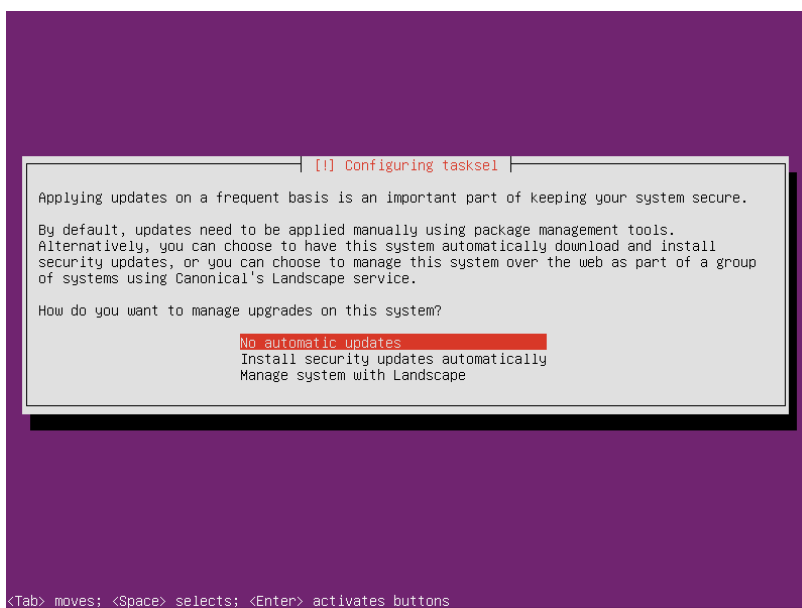 [!] Configuring tasksel
Applying updates on a frequent basis is an important part of keeping your system secure.
By default, updates need to be applied manually using package management tools.
Alternatively, you can choose to have this system automatically download and install
security updates, or you can choose to manage this system over the web as part of a group
of systems using Canonical's Landscape service.
How do you want to manage upgrades on this system?
No automatic updates
Install security updates automatically
Manage system with Landscape
<Tab> moves; <Space> selects; <Enter> activates buttons